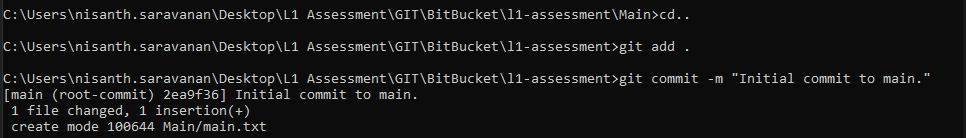 C:\Users\nisanth.saravanan\Desktop\L1 Assessment\GIT\BitBucket\l1-assessment\Main>cd..
C:\Users\nisanth.saravanan\Desktop\L1 Assessment\GIT\BitBucket\l1-assessment>git add .
C:\Users\nisanth.saravanan\Desktop\L1 Assessment\GIT\BitBucket\l1-assessment>git commit -m "Initial commit to main."
[main (root-commit) 2ea9f36] Initial commit to main.
1 file changed, 1 insertion(+)
create mode 100644 Main/main.txt